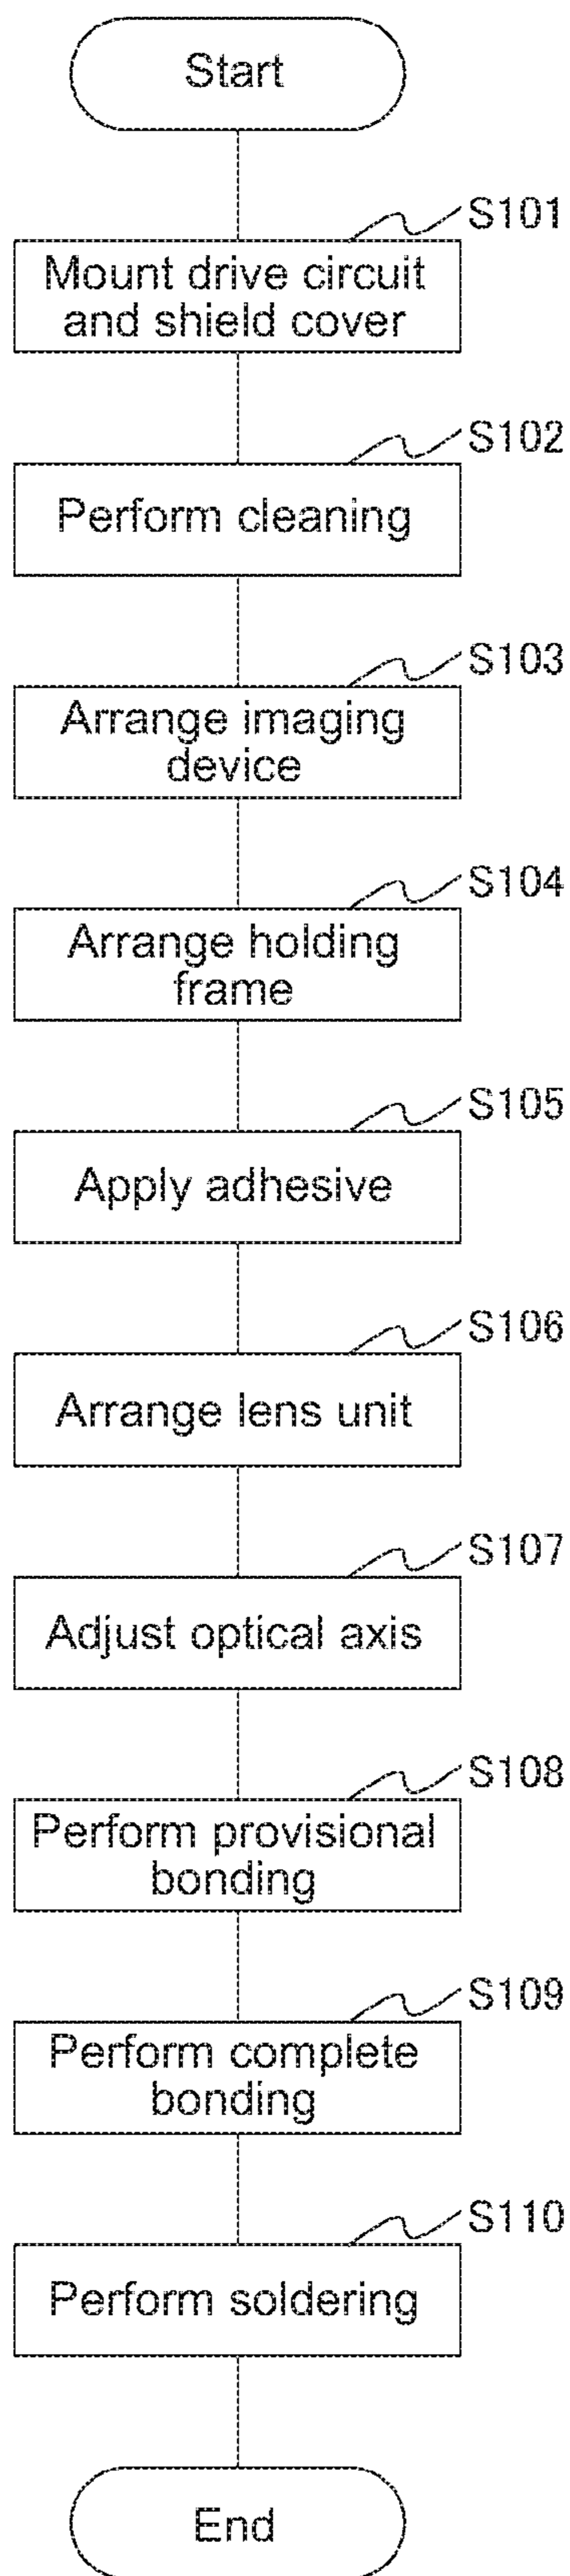 Start
S101
Mount drive circuit
and shield cover
S102
Perform cleaning
S103
Arrange imaging
device
S104
Arrange holding
frame
S105
Apply adhesive
S106
Arrange lens unit
S107
Adjust optical axis
S108
Perform provisional
bonding
S109
Perform complete
bonding
S110
Perform soldering
End